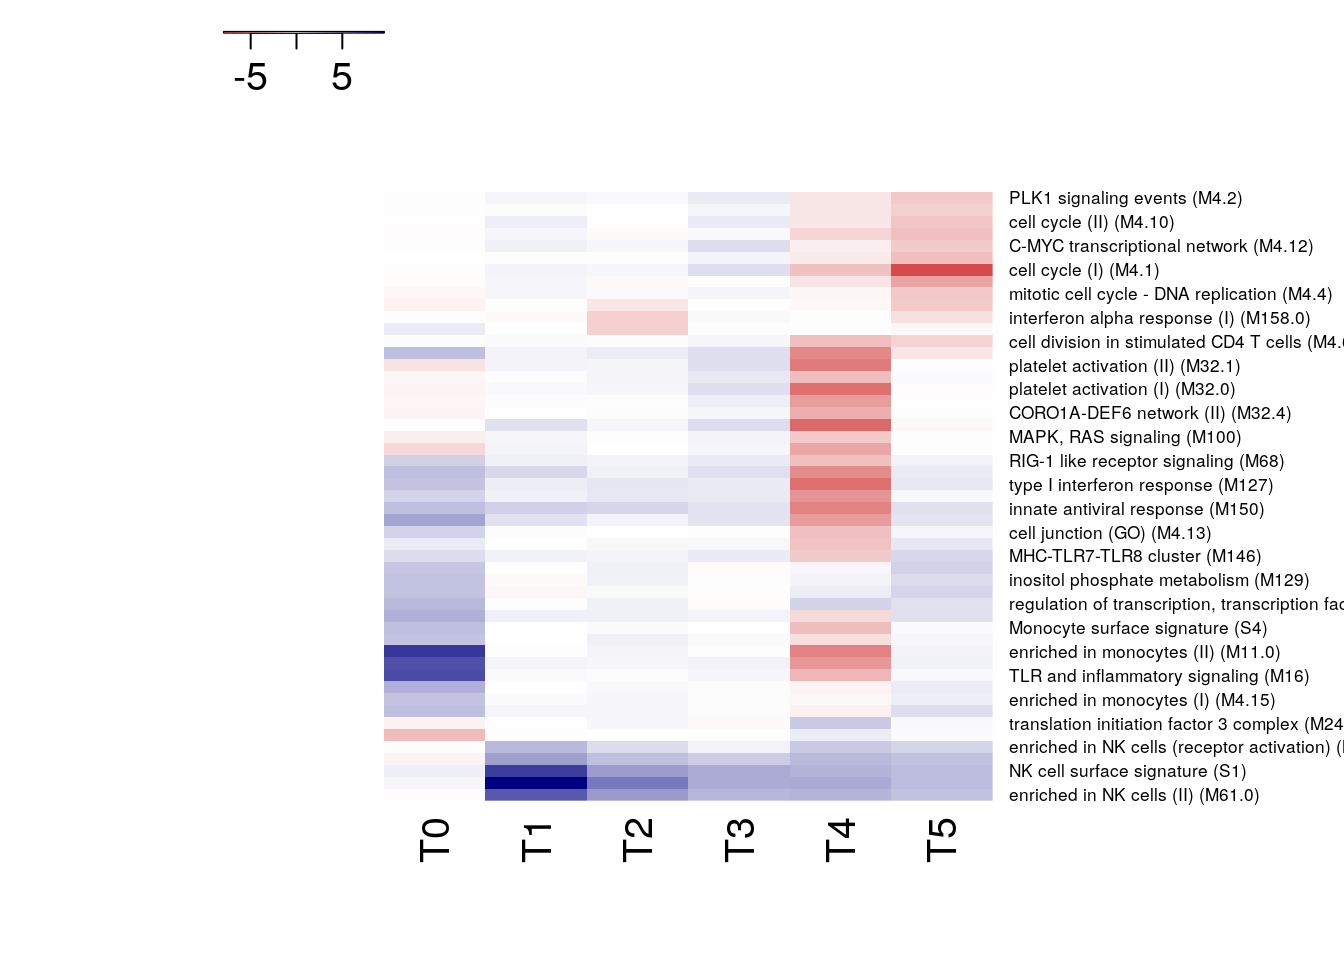 -5 5
PLK1 signaling events (M4.2)
cell cycle (II) (M4.10)
C-MYC transcriptional network (M4.12)
cell cycle (I) (M4.1)
mitotic cell cycle - DNA replication (M4.4)
interferon alpha response (I) (M158.0)
cell division in stimulated CD4 T cells (M4.
platelet activation (II) (M32.1)
platelet activation (I) (M32.0)
CORO1A-DEF6 network (II) (M32.4)
MAPK, RAS signaling (M100)
RIG-1 like receptor signaling (M68)
type I interferon response (M127)
innate antiviral response (M150)
cell junction (GO) (M4.13)
MHC-TLR7-TLR8 cluster (M146)
inositol phosphate metabolism (M129)
regulation of transcription, transcription fac
Monocyte surface signature (S4)
enriched in monocytes (II) (M11.0)
TLR and inflammatory signaling (M16)
enriched in monocytes (I) (M4.15)
translation initiation factor 3 complex (M24
enriched in NK cells (receptor activation) (
NK cell surface signature (S1)
enriched in NK cells (II) (M61.0)
T0 T1 T2 T3 T4 T5